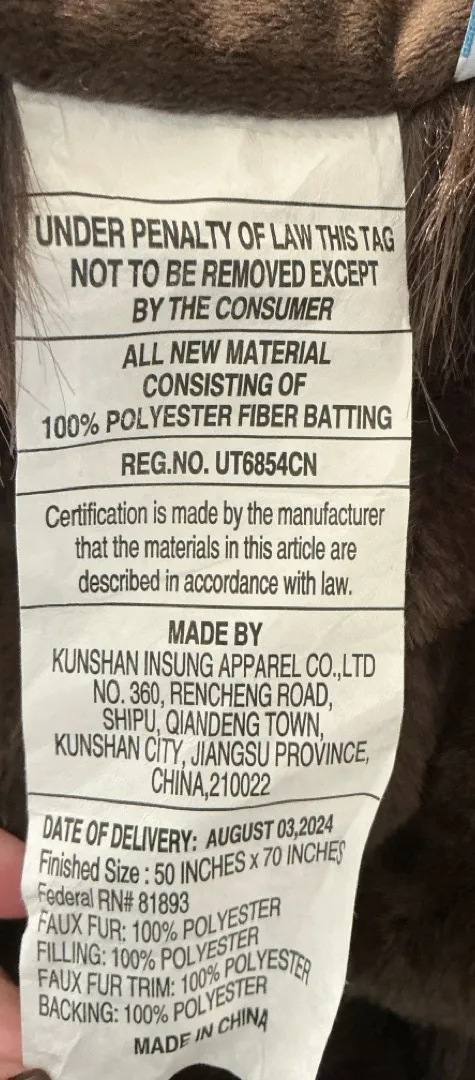 UNDER PENALTY OF LAW THIS TAG
NOT TO BE REMOVED EXCEPT
BY THE CONSUMER
ALL NEW MATERIAL
CONSISTING OF
100% POLYESTER FIBER BATTING
REG.NO. UT6854CN
Certification is made by the manufacturer
that the materials in this article are
described in accordance with law.
MADE BY
KUNSHAN INSUNG APPAREL CO.,LTD
NO. 360, RENCHENG ROAD,
SHIPU, QIANDENG TOWN,
KUNSHAN CITY, JIANGSU PROVINCE,
CHINA,210022
DATE OF DELIVERY: AUGUST 03,2024
Finished Size : 50 INCHES x 70 INCHES
Federal RN# 81893
FAUX FUR: 100% POLYESTER
FILLING: 100% POLYESTER
FAUX FUR TRIM: 100% POLYESTER
BACKING: 100% POLYESTER
MADE IN CHINA